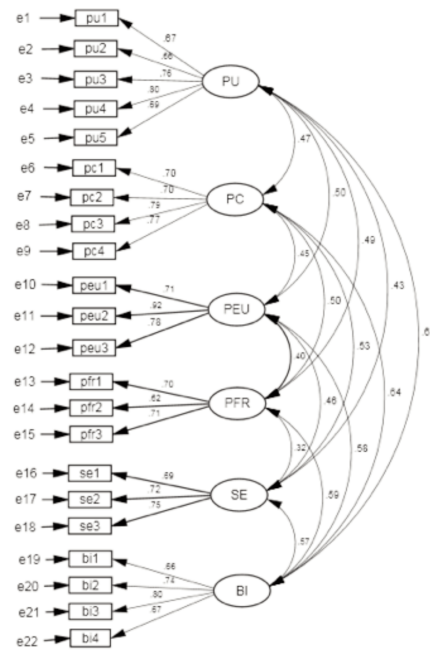 e1 pu1 .67
e2 pu2 .66
e3 pu3 .76
PU
e4 pu4 .80
e5 pu5 .69
.47
e6 pc1 .70
e7 pc2 .70
PC
.50
e8 pc3 .79
e9 pc4 .77
.49
.45
e10 peu1 .71
.50
.43
e11 peu2 .92
PEU
e12 peu3 .78
.53
.6
.40
e13 pfr1 .70
.64
e14 pfr2 .62
PFR
.46
e15 pfr3 .71
.32
.58
e16 se1 .69
e17 se2 .72
SE
.69
e18 se3 .75
.57
e19 bi1 .66
e20 bi2 .74
BI
e21 bi3 .80
e22 bi4 .67